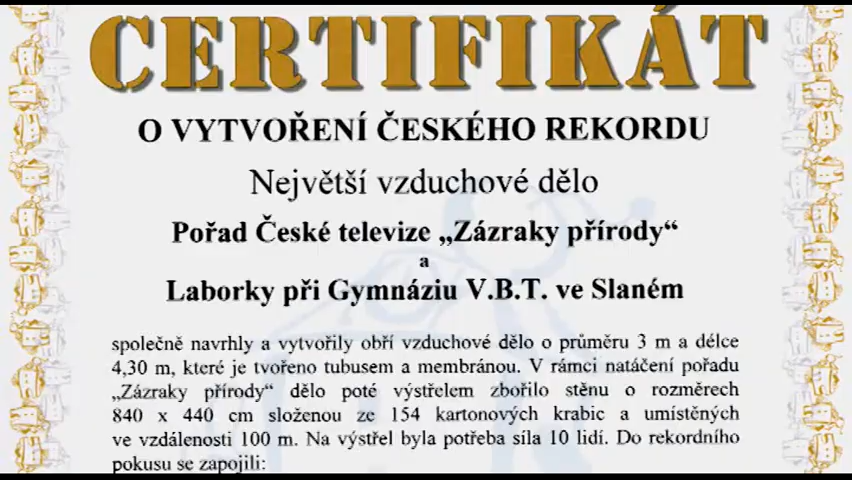 CERTIFIKÁT
O VYTVOŘENÍ ČESKÉHO REKORDU
Největší vzduchové dělo
Pořad České televize „Zázraky přírody“
a
Laborky při Gymnáziu V.B.T. ve Slaném
společně navrhly a vytvořily obří vzduchové dělo o průměru 3 m a délce
4,30 m, které je tvořeno tubusem a membránou. V rámci natáčení pořadu
„Zázraky přírody“ dělo poté výstřelem zbořilo stěnu o rozměrech
840 x 440 cm složenou ze 154 kartonových krabic a umístěných
ve vzdálenosti 100 m. Na výstřel byla potřeba síla 10 lidí. Do rekordního
pokusu se zapojili: